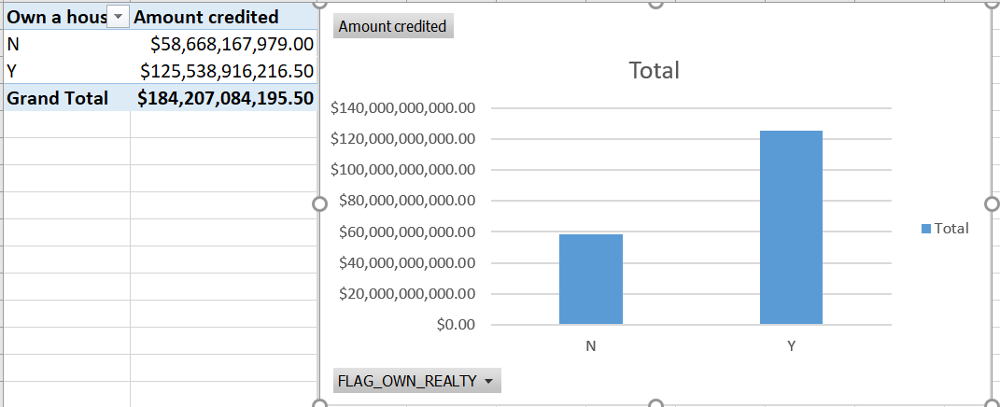 Own a hous Amount credited
N $58,668,167,979.00
Y $125,538,916,216.50
Grand Total $184,207,084,195.50
Amount credited
Total
$140,000,000,000.00
$120,000,000,000.00
$100,000,000,000.00
$80,000,000,000.00
$60,000,000,000.00
$40,000,000,000.00
$20,000,000,000.00
$0.00
N Y
Total
FLAG_OWN_REALTY